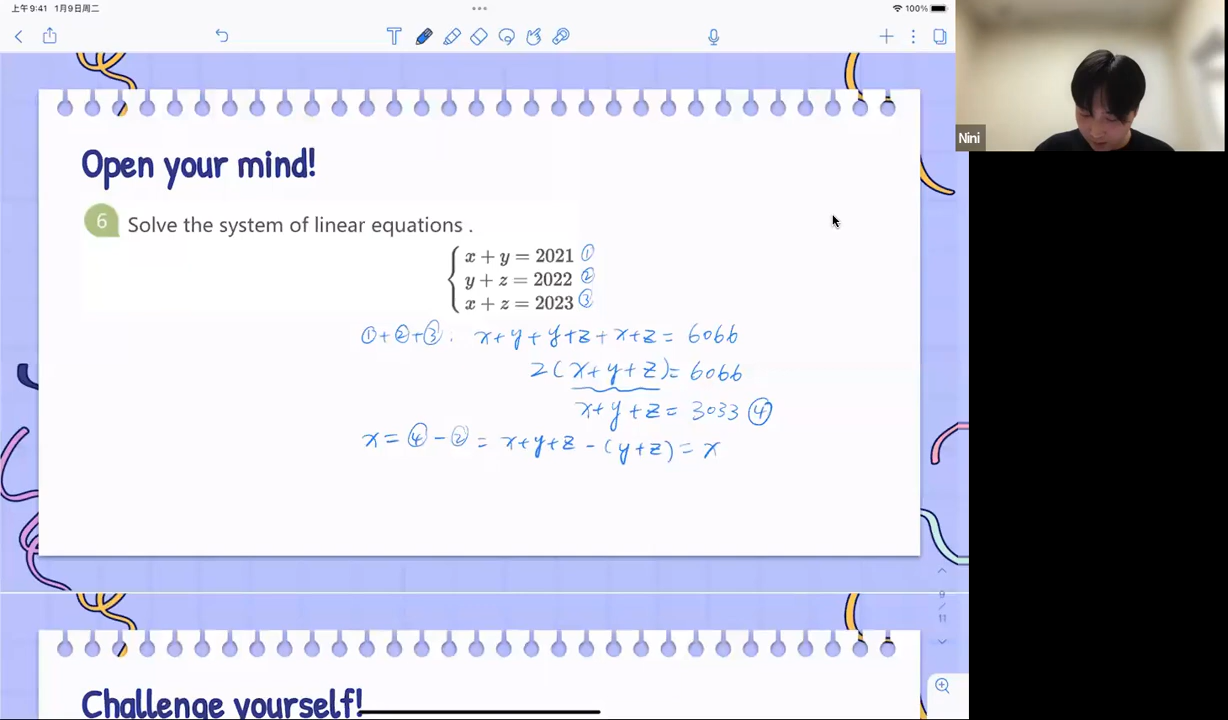 上午9:41 1月9日周二
100%
Nini
Open your mind!
6 Solve the system of linear equations .
x + y = 2021 ①
y + z = 2022 ②
x + z = 2023 ③
①+②+③: x+y+y+z+x+z = 6066
2(x+y+z)= 6066
x+y+z = 3033 ④
x = ④ - ② = x+y+z - (y+z) = x
9
/
11
Challenge yourself!